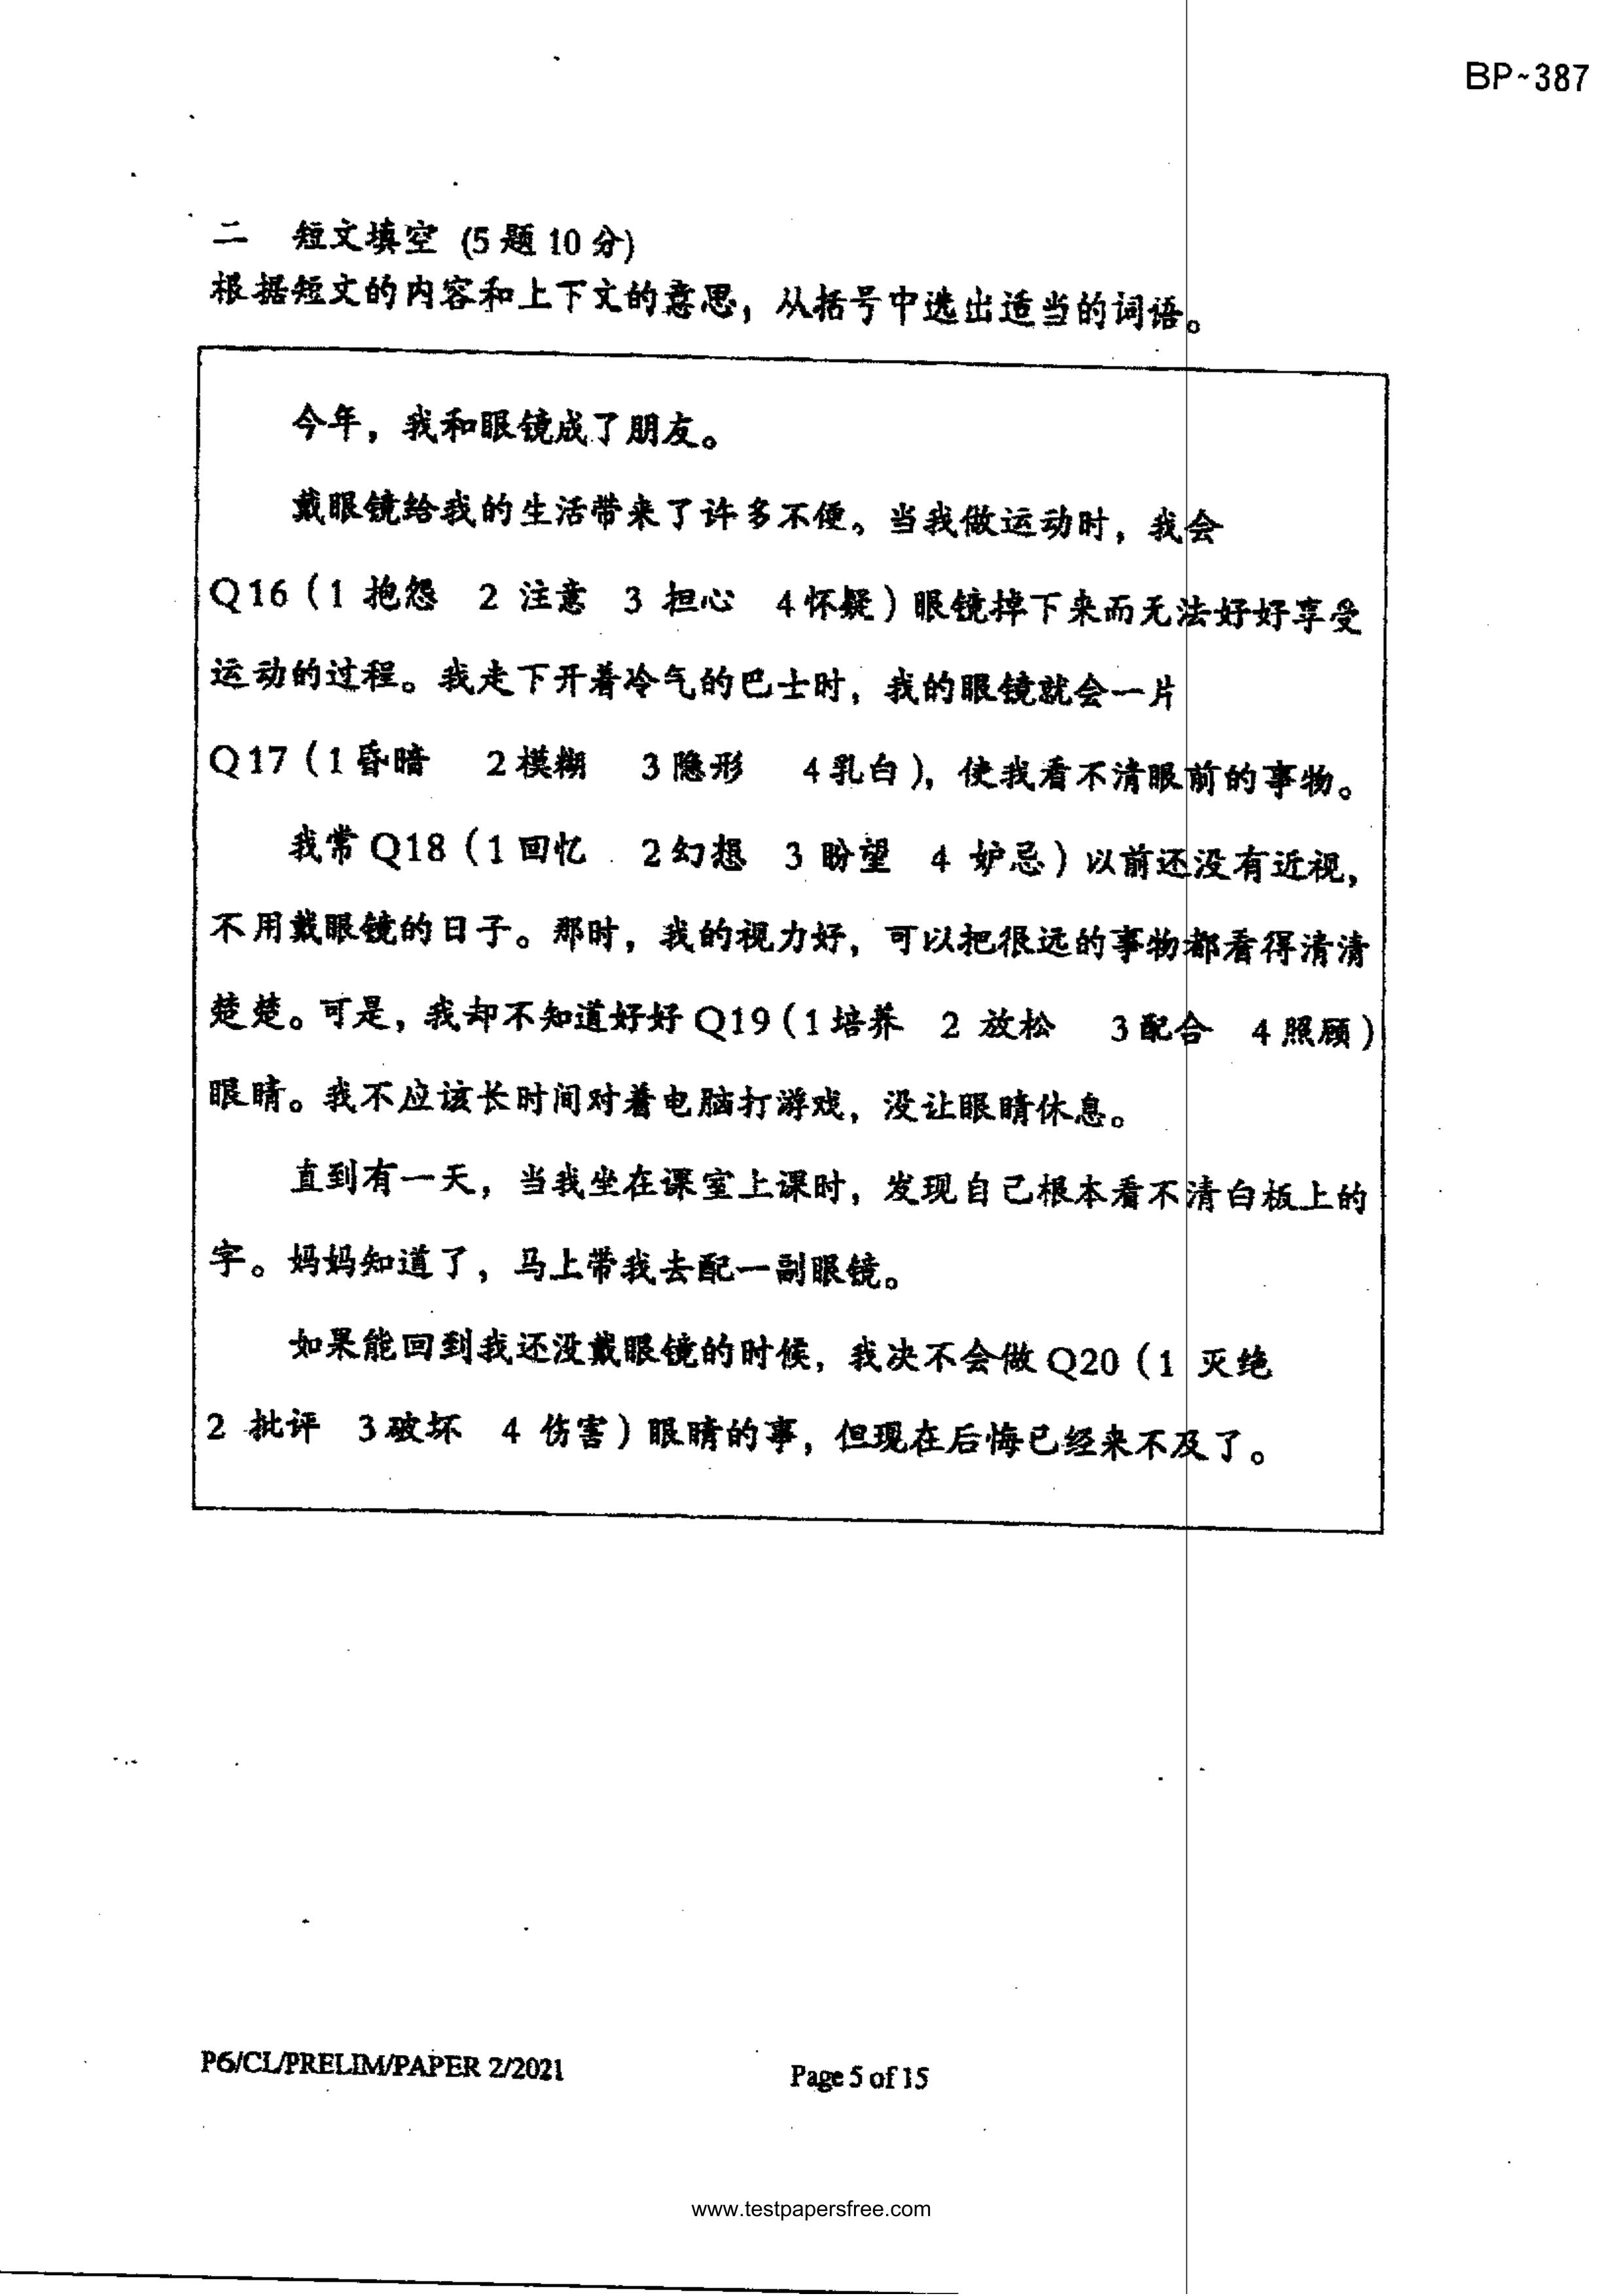 BP~387
二 短文填空 (5题10分)
根据短文的内容和上下文的意思，从括号中选出适当的词语。
今年，我和眼镜成了朋友。
戴眼镜给我的生活带来了许多不便。当我做运动时，我会
Q16（1 抱怨 2 注意 3 担心 4 怀疑）眼镜掉下来而无法好好享受
运动的过程。我走下开着冷气的巴士时，我的眼镜就会一片
Q17（1 昏暗 2 模糊 3 隐形 4 乳白），使我看不清眼前的事物。
我常 Q18（1 回忆 2 幻想 3 盼望 4 妒忌）以前还没有近视，
不用戴眼镜的日子。那时，我的视力好，可以把很远的事物都看得清清
楚楚。可是，我却不知道好好 Q19（1 培养 2 放松 3 配合 4 照顾）
眼睛。我不应该长时间对着电脑打游戏，没让眼睛休息。
直到有一天，当我坐在课室上课时，发现自己根本看不清白板上的
字。妈妈知道了，马上带我去配一副眼镜。
如果能回到我还没戴眼镜的时候，我决不会做 Q20（1 灭绝
2 批评 3 破坏 4 伤害）眼睛的事，但现在后悔已经来不及了。
P6/CL/PRELIM/PAPER 2/2021
Page 5 of 15
www.testpapersfree.com